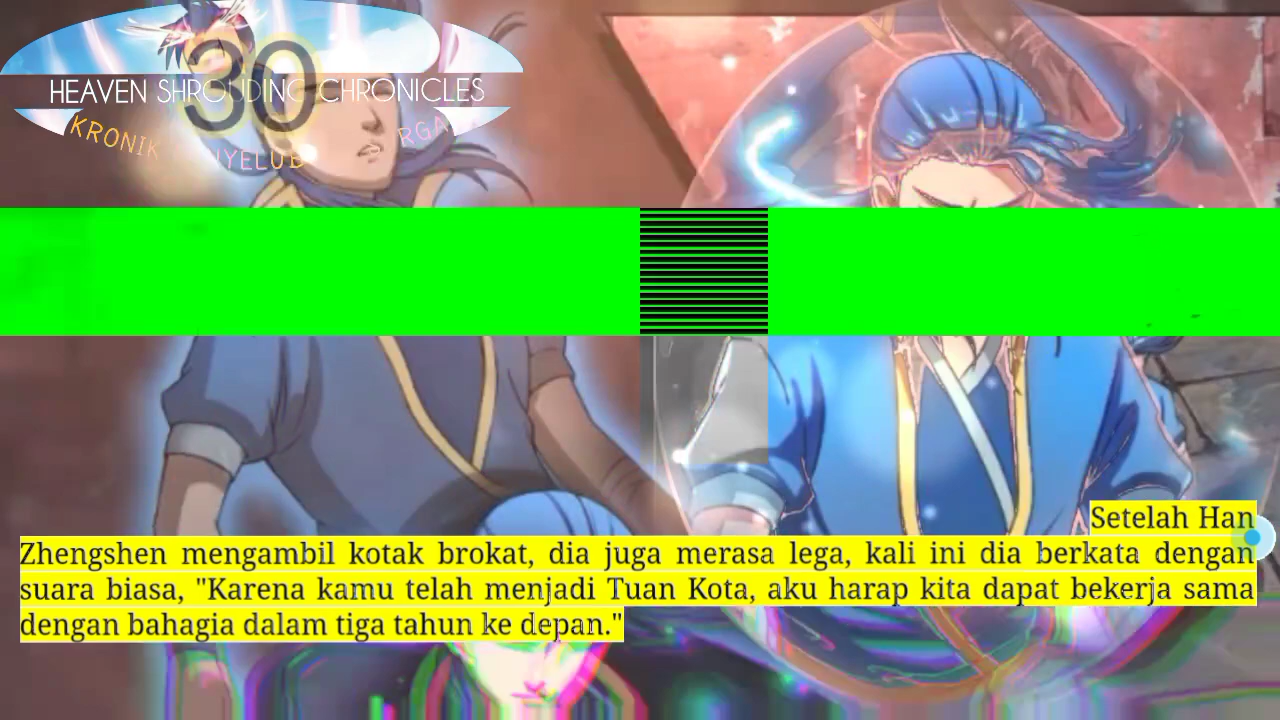 30
HEAVEN SHROUDING CHRONICLES
KRONIK
Setelah Han
Zhengshen mengambil kotak brokat, dia juga merasa lega, kali ini dia berkata dengan
suara biasa, "Karena kamu telah menjadi Tuan Kota, aku harap kita dapat bekerja sama
dengan bahagia dalam tiga tahun ke depan."